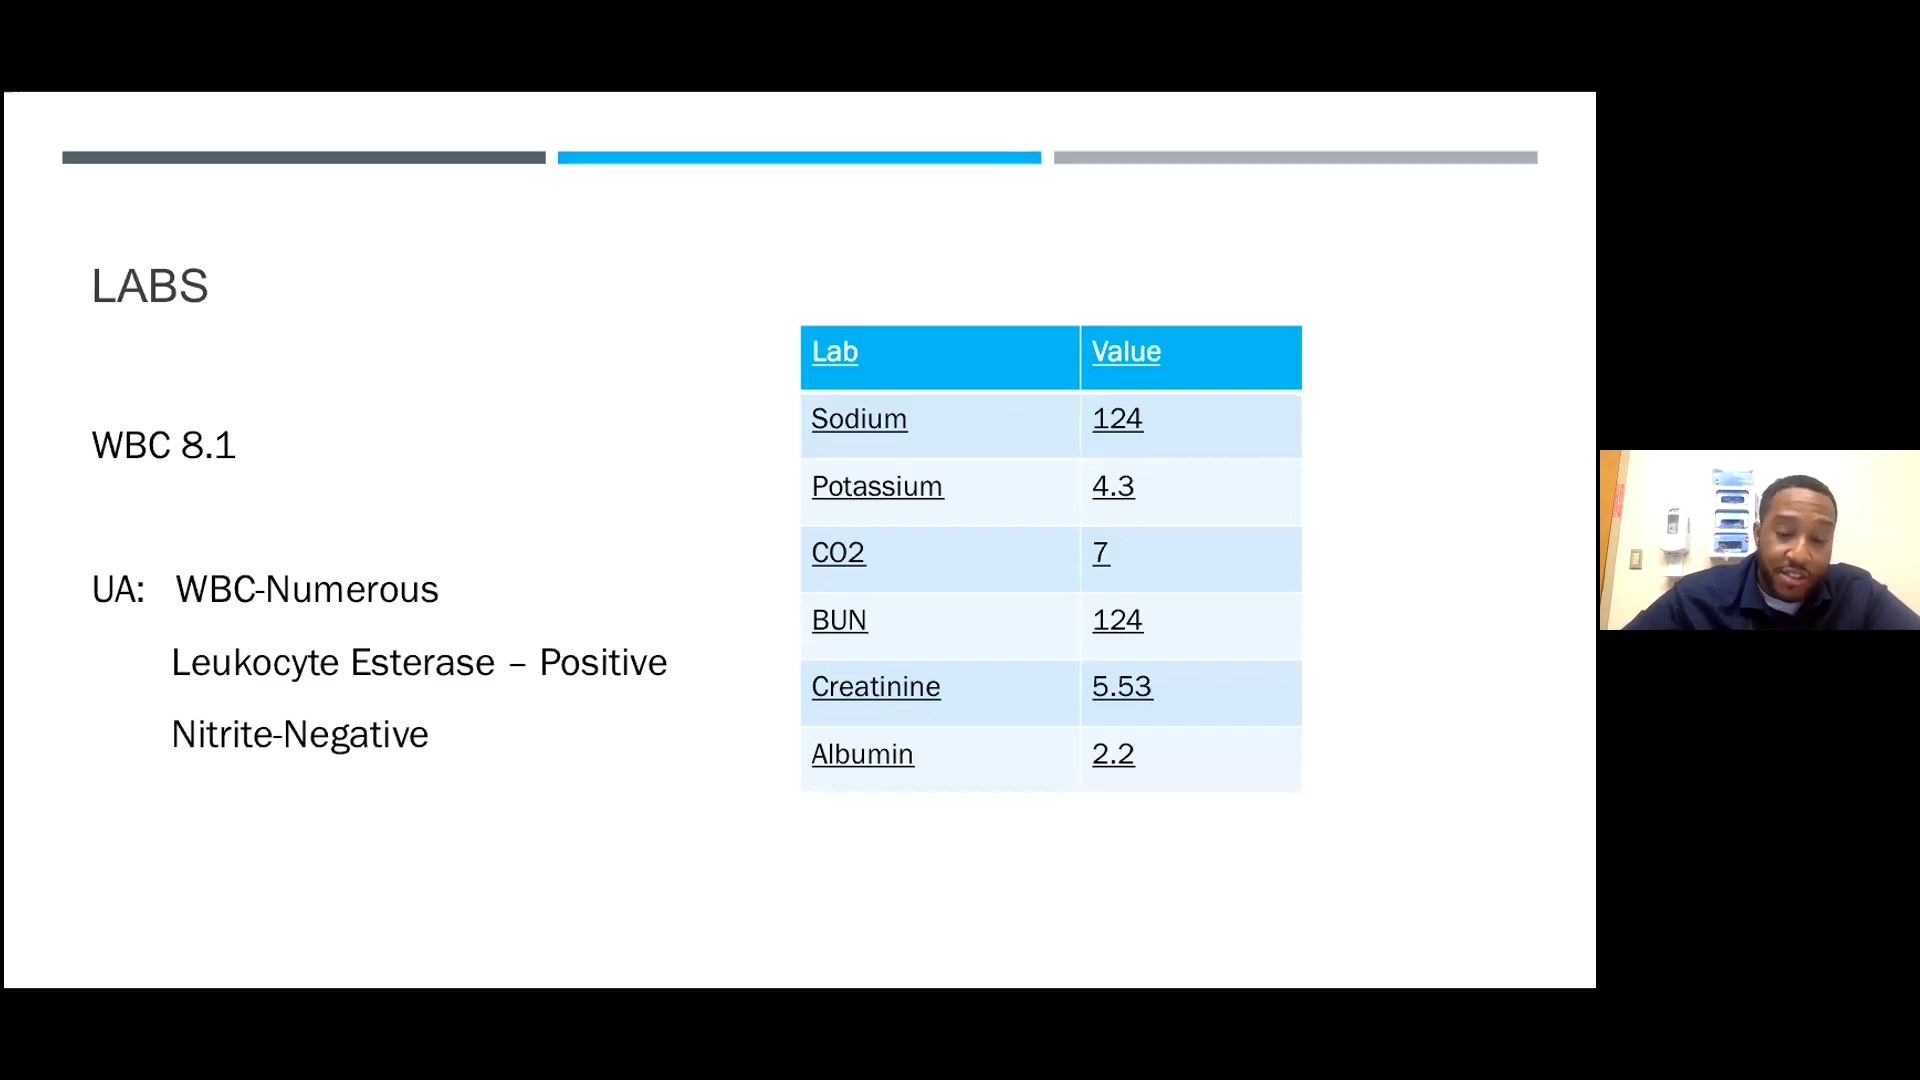 LABS
WBC 8.1
UA: WBC-Numerous
Leukocyte Esterase – Positive
Nitrite-Negative
Lab Value
Sodium 124
Potassium 4.3
CO2 7
BUN 124
Creatinine 5.53
Albumin 2.2